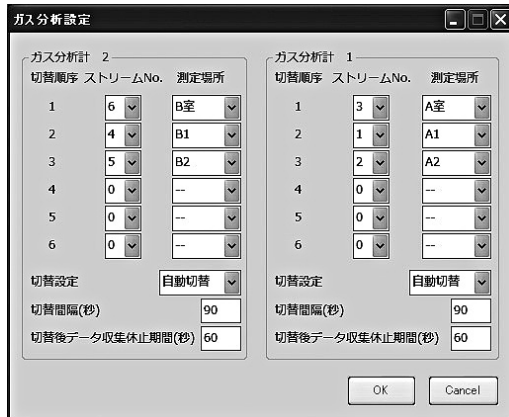 ガス分析設定
ガス分析計 2
切替順序 ストリームNo. 測定場所
1 6 B室
2 4 B1
3 5 B2
4 0 --
5 0 --
6 0 --
切替設定 自動切替
切替間隔(秒) 90
切替後データ収集休止期間(秒) 60
ガス分析計 1
切替順序 ストリームNo. 測定場所
1 3 A室
2 1 A1
3 2 A2
4 0 --
5 0 --
6 0 --
切替設定 自動切替
切替間隔(秒) 90
切替後データ収集休止期間(秒) 60
OK Cancel